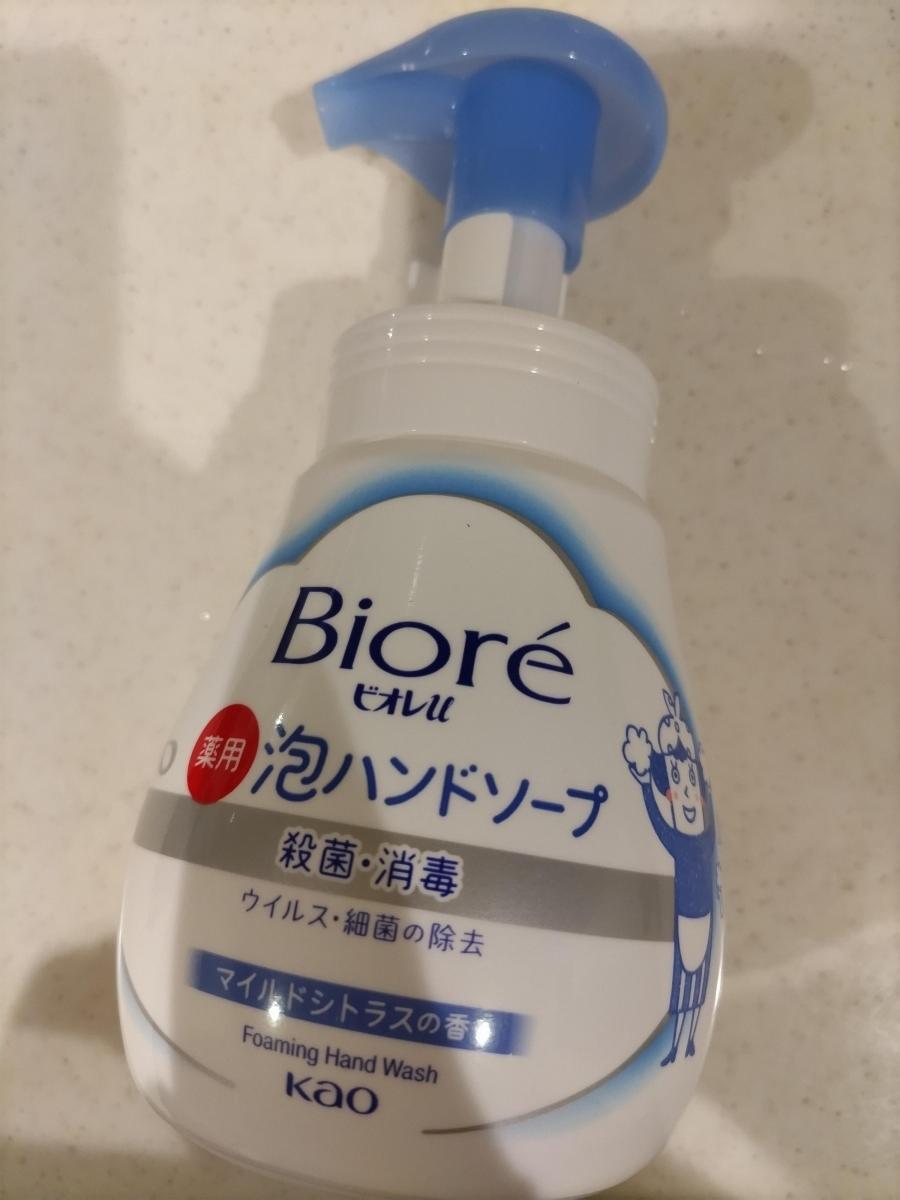 Bioré
ビオレu
薬用 泡ハンドソープ
殺菌・消毒
ウイルス・細菌の除去
マイルドシトラスの香り
Foaming Hand Wash
Kao